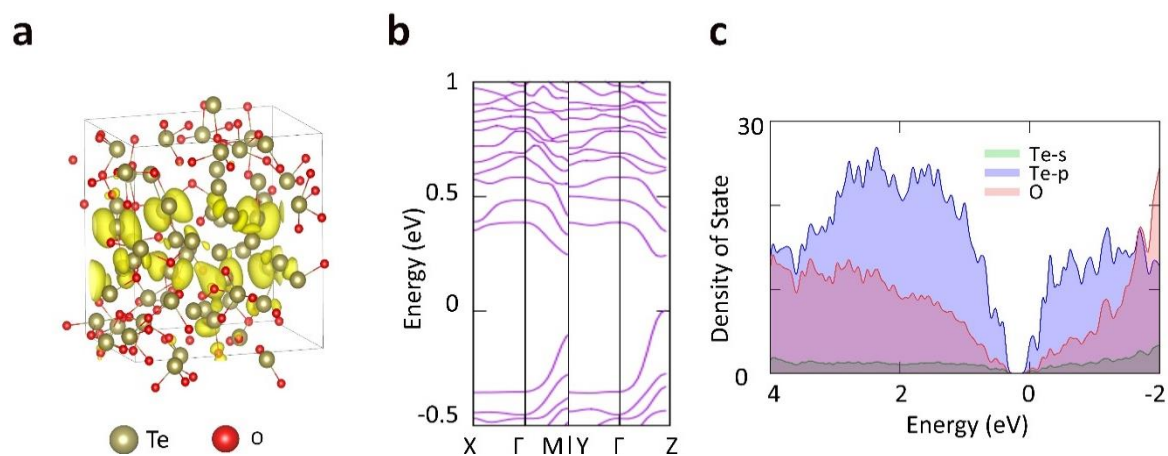 a
Te
O
b
Energy (eV)
1
0.5
0
-0.5
X Γ M Y Γ Z
c
Density of State
30
0
Te-s
Te-p
O
4 2 0 -2
Energy (eV)